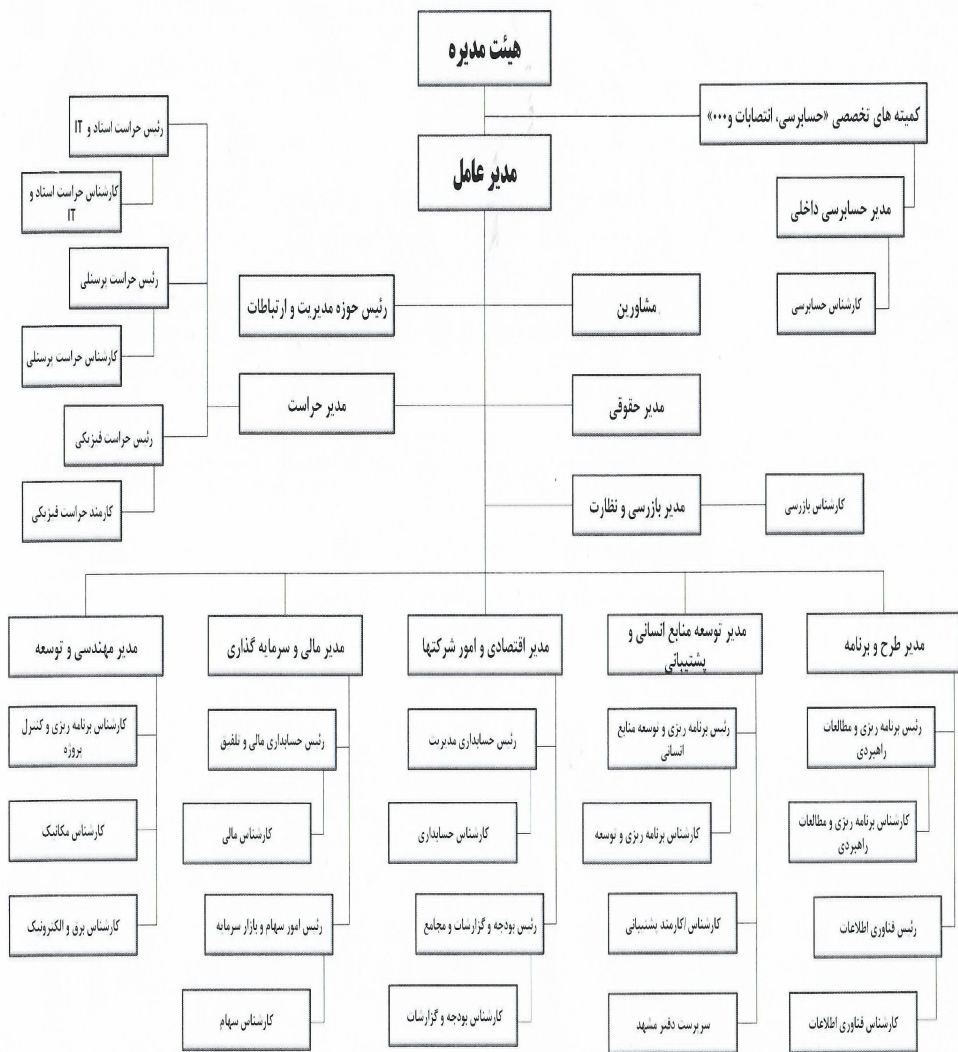 هیئت مدیره
کمیته های تخصصی «حسابرسی، انتصابات و...»
مدیر عامل
مدیر حسابرسی داخلی
کارشناس حسابرسی
رئیس حراست اسناد و IT
کارشناس حراست اسناد و
IT
رئیس حراست پرسنلی
کارشناس حراست پرسنلی
رئیس حراست فیزیکی
کارمند حراست فیزیکی
مشاورین
رئیس حوزه مدیریت و ارتباطات
مدیر حقوقی
مدیر حراست
مدیر بازرسی و نظارت
کارشناس بازرسی
مدیر طرح و برنامه
رئیس برنامه ریزی و مطالعات
راهبردی
کارشناس برنامه ریزی و مطالعات
راهبردی
رئیس فناوری اطلاعات
کارشناس فناوری اطلاعات
مدیر توسعه منابع انسانی و
پشتیبانی
رئیس برنامه ریزی و توسعه منابع
انسانی
کارشناس برنامه ریزی و توسعه
کارشناس/کارمند پشتیبانی
سرپرست دفتر مشهد
مدیر اقتصادی و امور شرکتها
رئیس حسابداری مدیریت
کارشناس حسابداری
رئیس بودجه و گزارشات و مجامع
کارشناس بودجه و گزارشات
مدیر مالی و سرمایه گذاری
رئیس حسابداری مالی و تلفیق
کارشناس مالی
رئیس امور سهام و بازار سرمایه
کارشناس سهام
مدیر مهندسی و توسعه
کارشناس برنامه ریزی و کنترل
پروژه
کارشناس مکانیک
کارشناس برق و الکترونیک